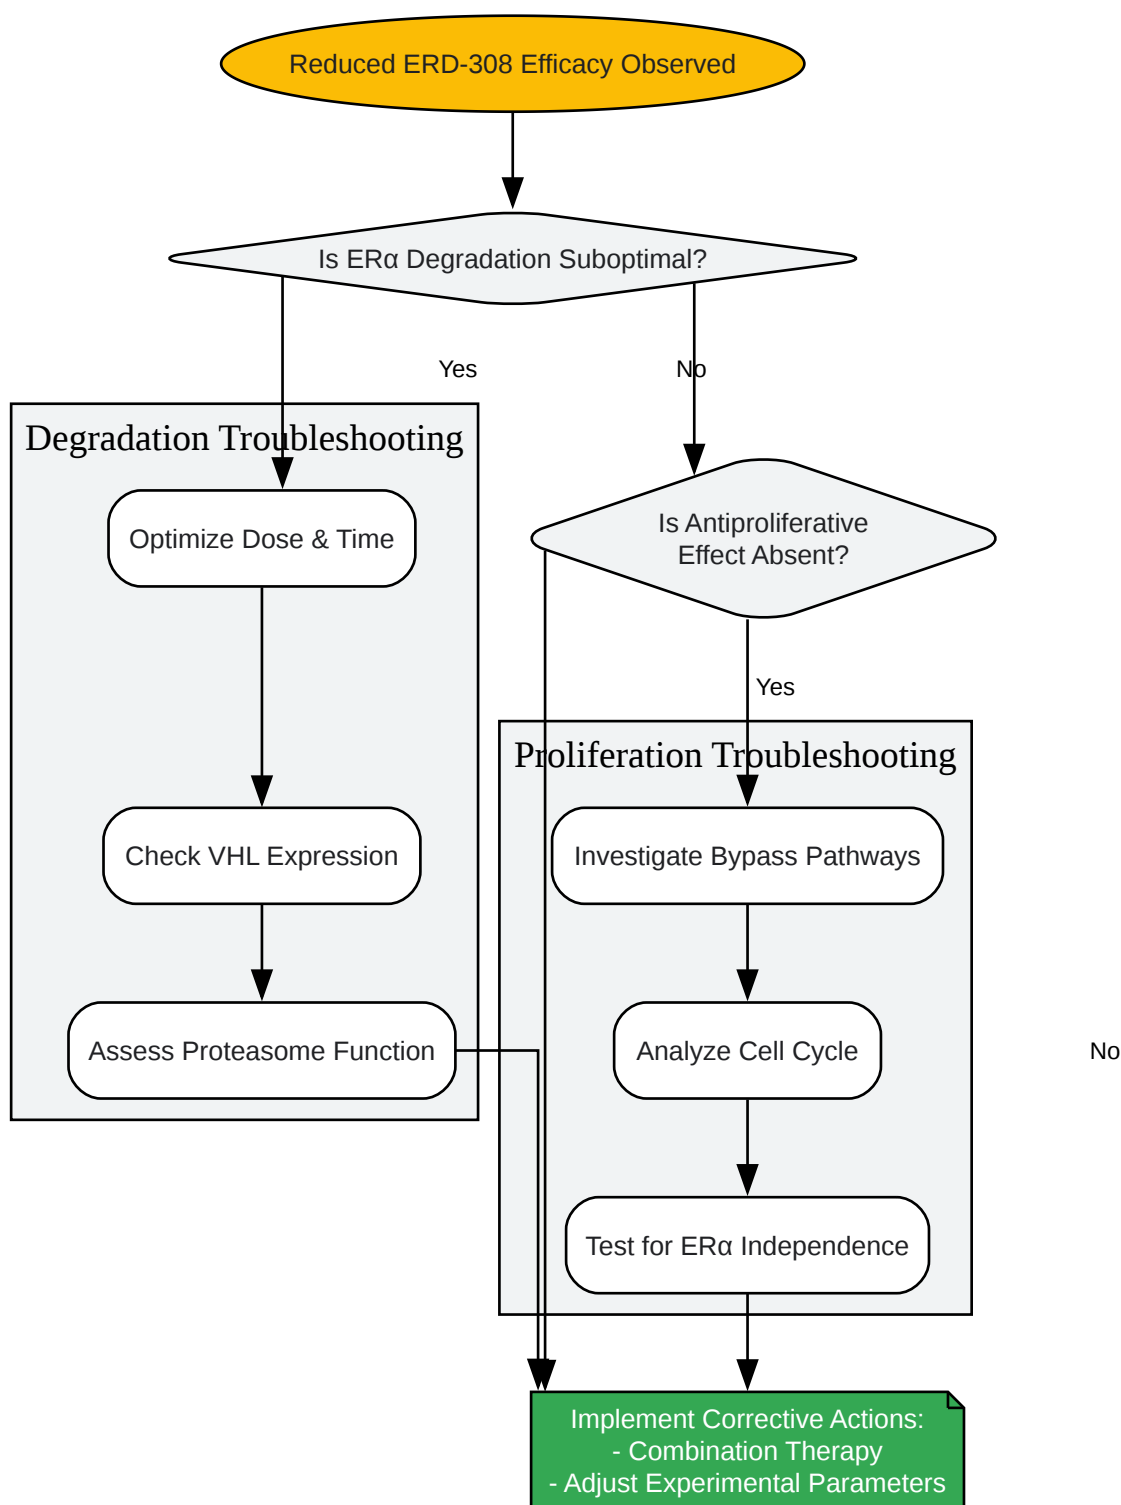 Reduced ERD-308 Efficacy Observed
Is ERα Degradation Suboptimal?
Yes
No
Degradation Troubleshooting
Optimize Dose & Time
Is Antiproliferative
Effect Absent?
Yes
Proliferation Troubleshooting
Check VHL Expression
Investigate Bypass Pathways
Assess Proteasome Function
Analyze Cell Cycle
No
Test for ERα Independence
Implement Corrective Actions:
- Combination Therapy
- Adjust Experimental Parameters